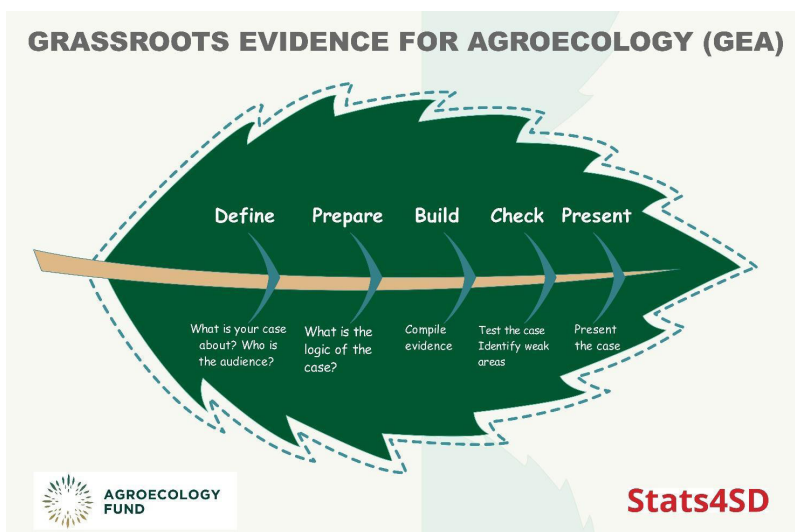 GRASSROOTS EVIDENCE FOR AGROECOLOGY (GEA)
Define
Prepare
Build
Check
Present
What is your case
about? Who is
the audience?
What is the
logic of the
case?
Compile
evidence
Test the case
Identify weak
areas
Present
the case
AGROECOLOGY
FUND
Stats4SD